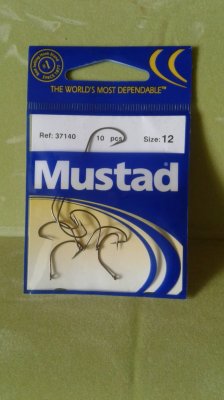 THE WORLD'S MOST DEPENDABLE™
Ref: 37140 10 pcs Size: 12
Mustad